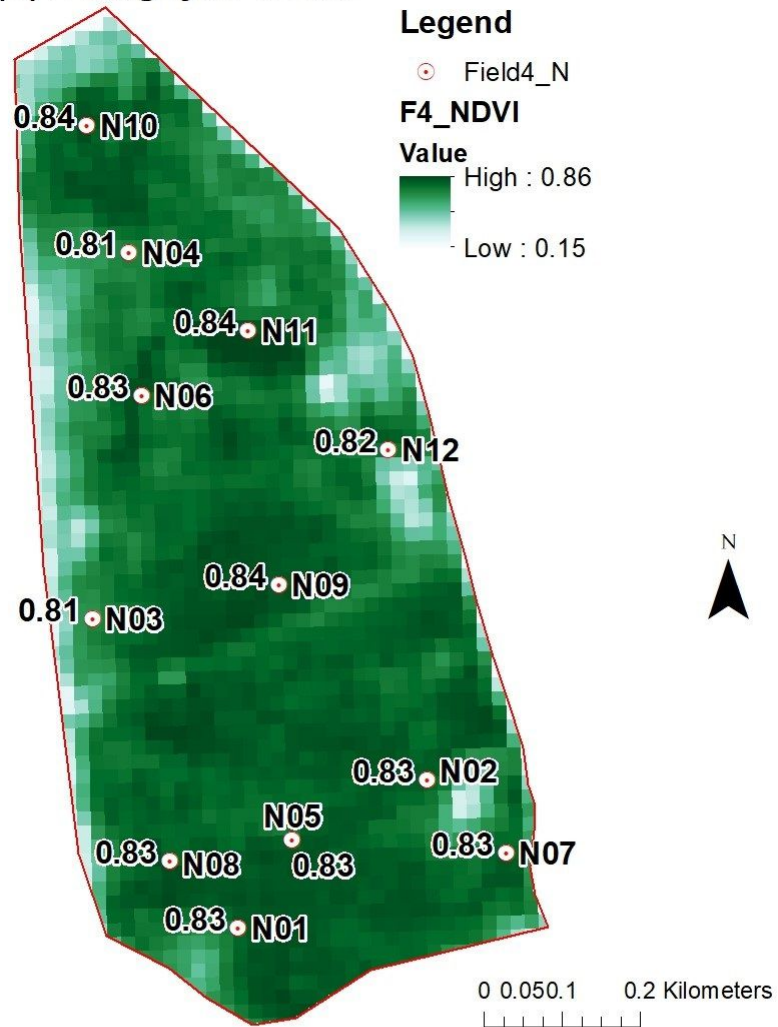 Legend
Field4_N
F4_NDVI
Value
High : 0.86
Low : 0.15
0.84 N10
0.81 N04
0.84 N11
0.83 N06
0.82 N12
0.84 N09
0.81 N03
N
0.83 N02
N05
0.83
0.83 N07
0.83 N08
0.83 N01
0 0.050.1 0.2 Kilometers